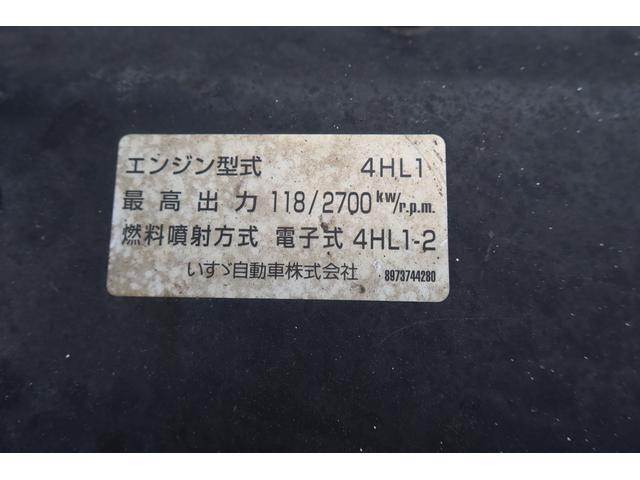 エンジン型式 4HL1
最高出力 118/2700 kw/r.p.m.
燃料噴射方式 電子式 4HL1-2
いすゞ自動車株式会社 8973744280